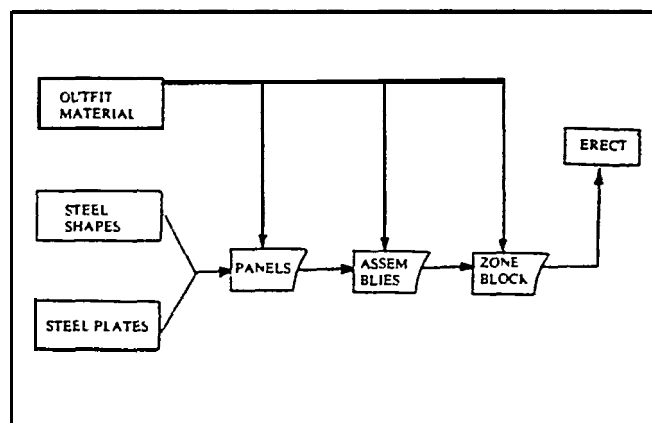 OUTFIT
MATERIAL
ERECT
STEEL
SHAPES
PANELS
ASSEM
BLIES
ZONE
BLOCK
STEEL PLATES